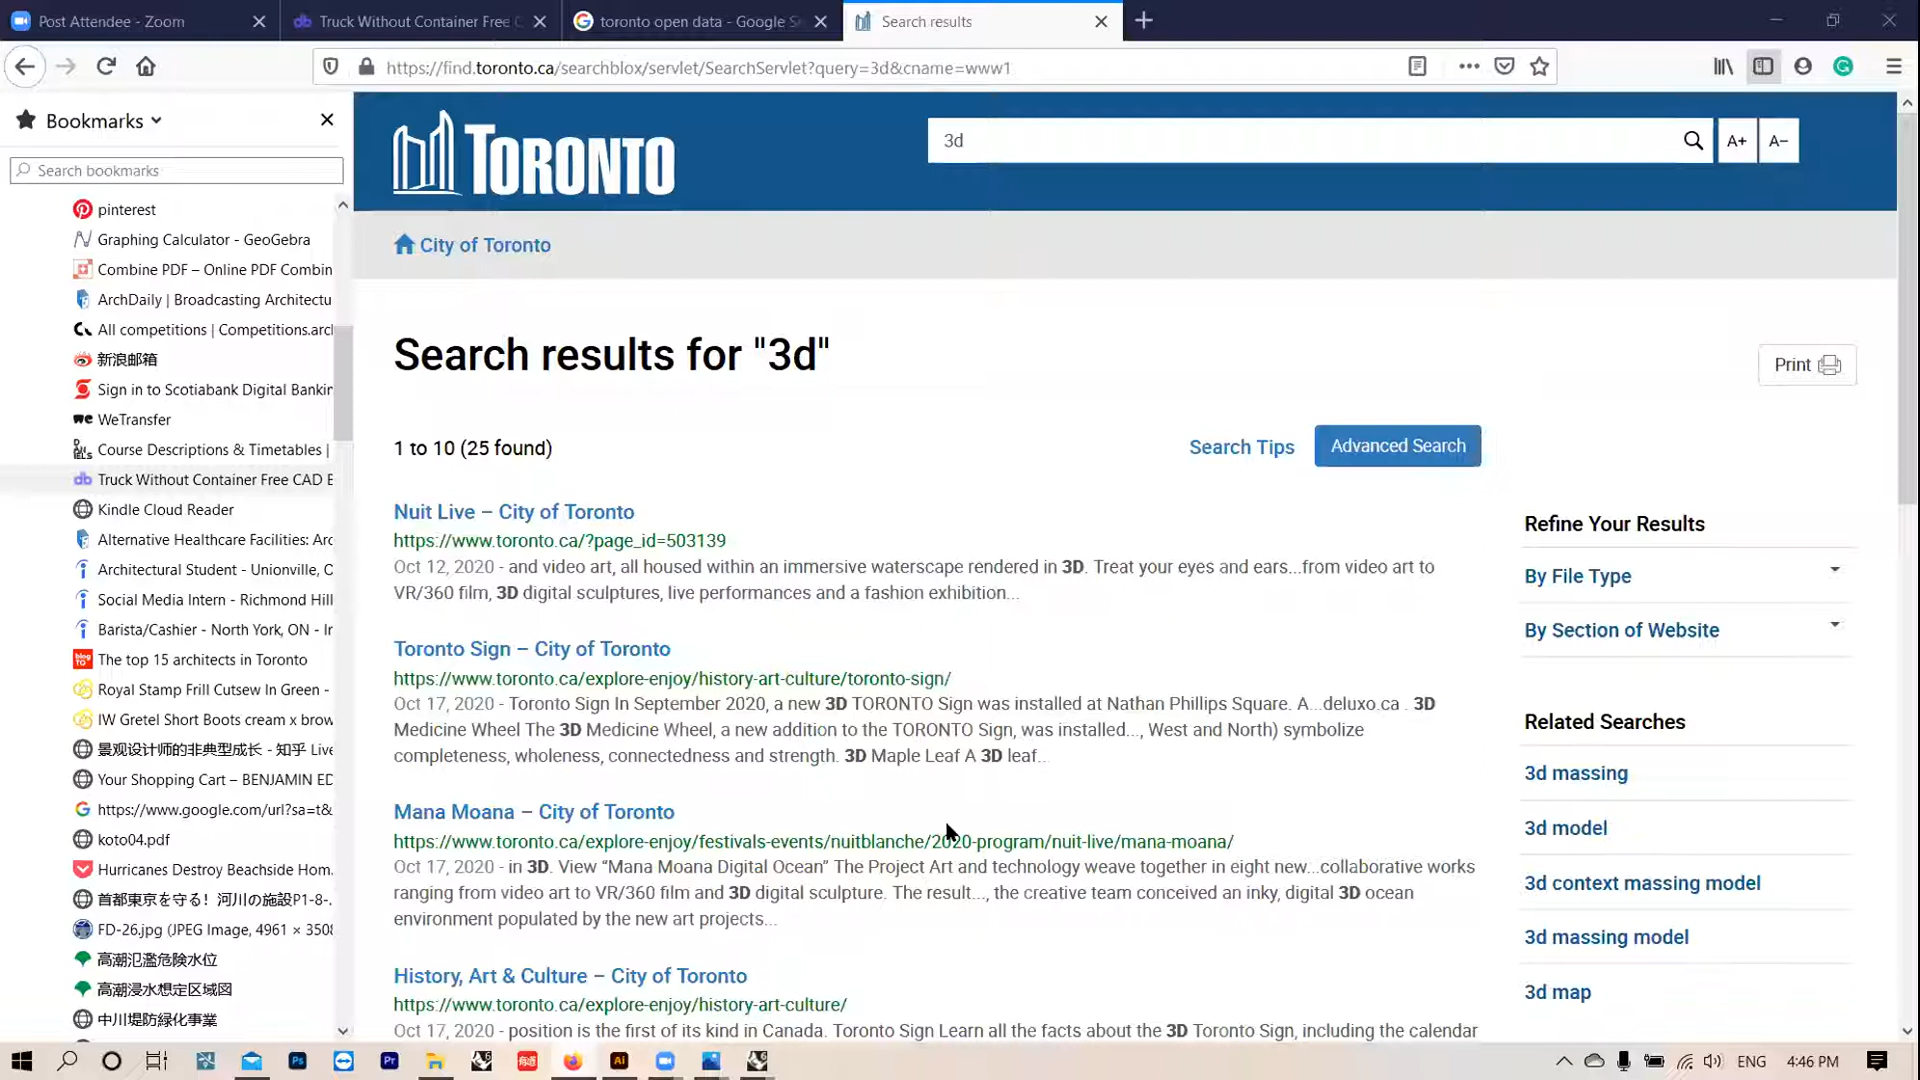 Post Attendee - Zoom
Truck Without Container Free C
toronto open data - Google Se
Search results
https://find.toronto.ca/searchblox/servlet/SearchServlet?query=3d&cname=www1
Bookmarks
Search bookmarks
pinterest
Graphing Calculator - GeoGebra
Combine PDF – Online PDF Combin
ArchDaily | Broadcasting Architectu
All competitions | Competitions.arc
新浪邮箱
Sign in to Scotiabank Digital Bankin
WeTransfer
Course Descriptions & Timetables |
Truck Without Container Free CAD B
Kindle Cloud Reader
Alternative Healthcare Facilities: Arc
Architectural Student - Unionville, O
Social Media Intern - Richmond Hill
Barista/Cashier - North York, ON - In
The top 15 architects in Toronto
Royal Stamp Frill Cutsew In Green -
IW Gretel Short Boots cream x brow
景观设计师的非典型成长 - 知乎 Live
Your Shopping Cart – BENJAMIN ED
https://www.google.com/url?sa=t&
koto04.pdf
Hurricanes Destroy Beachside Hom
首都東京を守る！河川の施設P1-8-
FD-26.jpg (JPEG Image, 4961 × 3508
高潮氾濫危険水位
高潮浸水想定区域図
中川堤防緑化事業
TORONTO
3d
A+
A−
City of Toronto
Search results for "3d"
Print
1 to 10 (25 found)
Search Tips
Advanced Search
Nuit Live – City of Toronto
https://www.toronto.ca/?page_id=503139
Oct 12, 2020 - and video art, all housed within an immersive waterscape rendered in 3D. Treat your eyes and ears...from video art to
VR/360 film, 3D digital sculptures, live performances and a fashion exhibition...
Toronto Sign – City of Toronto
https://www.toronto.ca/explore-enjoy/history-art-culture/toronto-sign/
Oct 17, 2020 - Toronto Sign In September 2020, a new 3D TORONTO Sign was installed at Nathan Phillips Square. A...deluxo.ca . 3D
Medicine Wheel The 3D Medicine Wheel, a new addition to the TORONTO Sign, was installed..., West and North) symbolize
completeness, wholeness, connectedness and strength. 3D Maple Leaf A 3D leaf...
Mana Moana – City of Toronto
https://www.toronto.ca/explore-enjoy/festivals-events/nuitblanche/2020-program/nuit-live/mana-moana/
Oct 17, 2020 - in 3D. View “Mana Moana Digital Ocean” The Project Art and technology weave together in eight new...collaborative works
ranging from video art to VR/360 film and 3D digital sculpture. The result..., the creative team conceived an inky, digital 3D ocean
environment populated by the new art projects...
History, Art & Culture – City of Toronto
https://www.toronto.ca/explore-enjoy/history-art-culture/
Oct 17, 2020 - position is the first of its kind in Canada. Toronto Sign Learn all the facts about the 3D Toronto Sign, including the calendar
Refine Your Results
By File Type
By Section of Website
Related Searches
3d massing
3d model
3d context massing model
3d massing model
3d map
Ps
Pr
Ai
ENG
4:46 PM